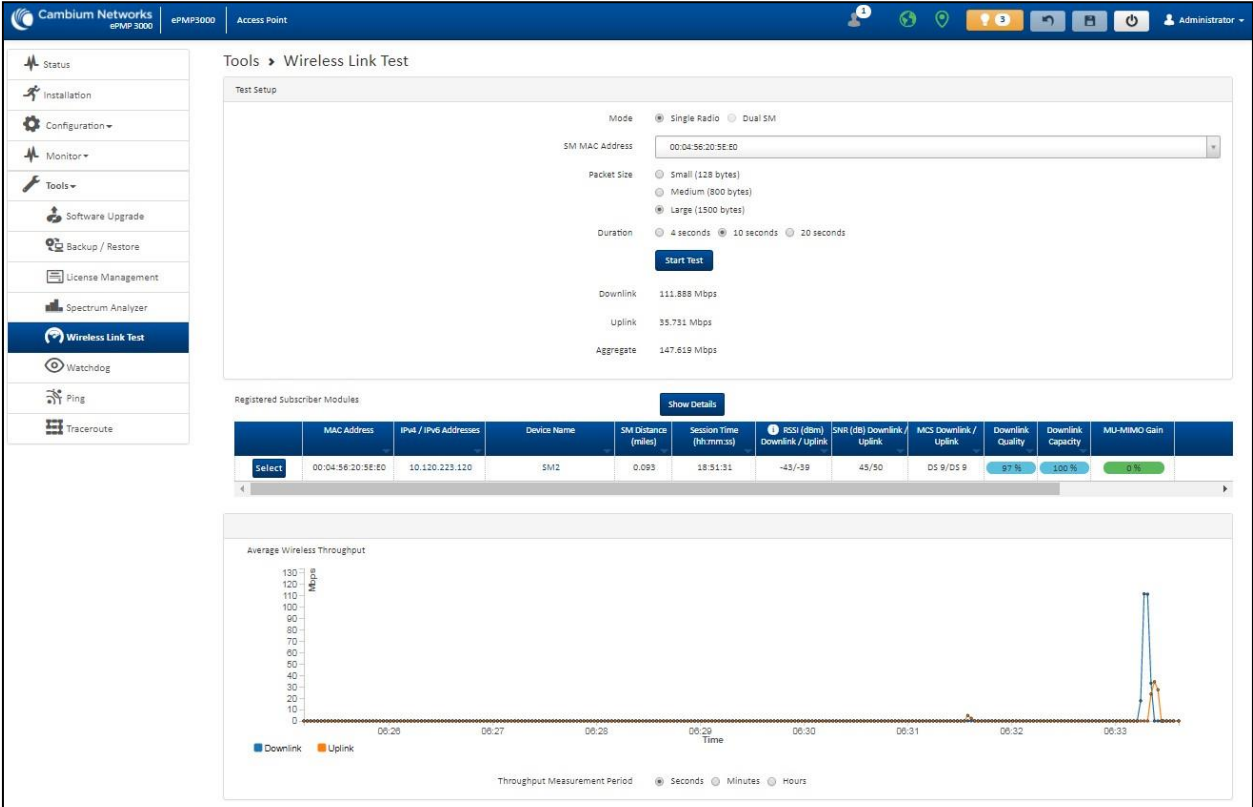 Cambium Networks
ePMP 3000
ePMP3000
Access Point
1
3
Administrator
Status
Installation
Configuration
Monitor
Tools
Software Upgrade
Backup / Restore
License Management
Spectrum Analyzer
Wireless Link Test
Watchdog
Ping
Traceroute
Tools > Wireless Link Test
Test Setup
Mode Single Radio Dual SM
SM MAC Address 00:04:56:20:5E:E0
Packet Size Small (128 bytes)
Medium (800 bytes)
Large (1500 bytes)
Duration 4 seconds 10 seconds 20 seconds
Start Test
Downlink 111.888 Mbps
Uplink 35.731 Mbps
Aggregate 147.619 Mbps
Registered Subscriber Modules
Show Details
MAC Address IPv4 / IPv6 Addresses Device Name SM Distance (miles) Session Time (hh:mm:ss) RSSI (dBm) Downlink / Uplink SNR (dB) Downlink / Uplink MCS Downlink / Uplink Downlink Quality Downlink Capacity MU-MIMO Gain
Select 00:04:56:20:5E:E0 10.120.223.120 SM2 0.093 18:51:31 -43/-39 45/50 DS 9/DS 9 97 % 100 % 0 %
Average Wireless Throughput
Mbps
130
120
110
100
90
80
70
60
50
40
30
20
10
0
06:26 06:27 06:28 06:29 06:30 06:31 06:32 06:33
Time
Downlink Uplink
Throughput Measurement Period Seconds Minutes Hours